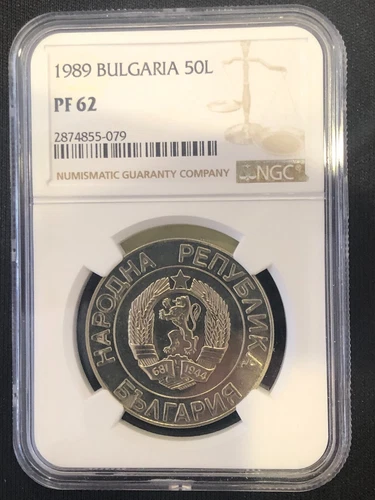 1989 BULGARIA 50L
PF 62
2874855-079
NUMISMATIC GUARANTY COMPANY
NGC
НАРОДНА РЕПУБЛИКА
681 1944
БЪЛГАРИЯ